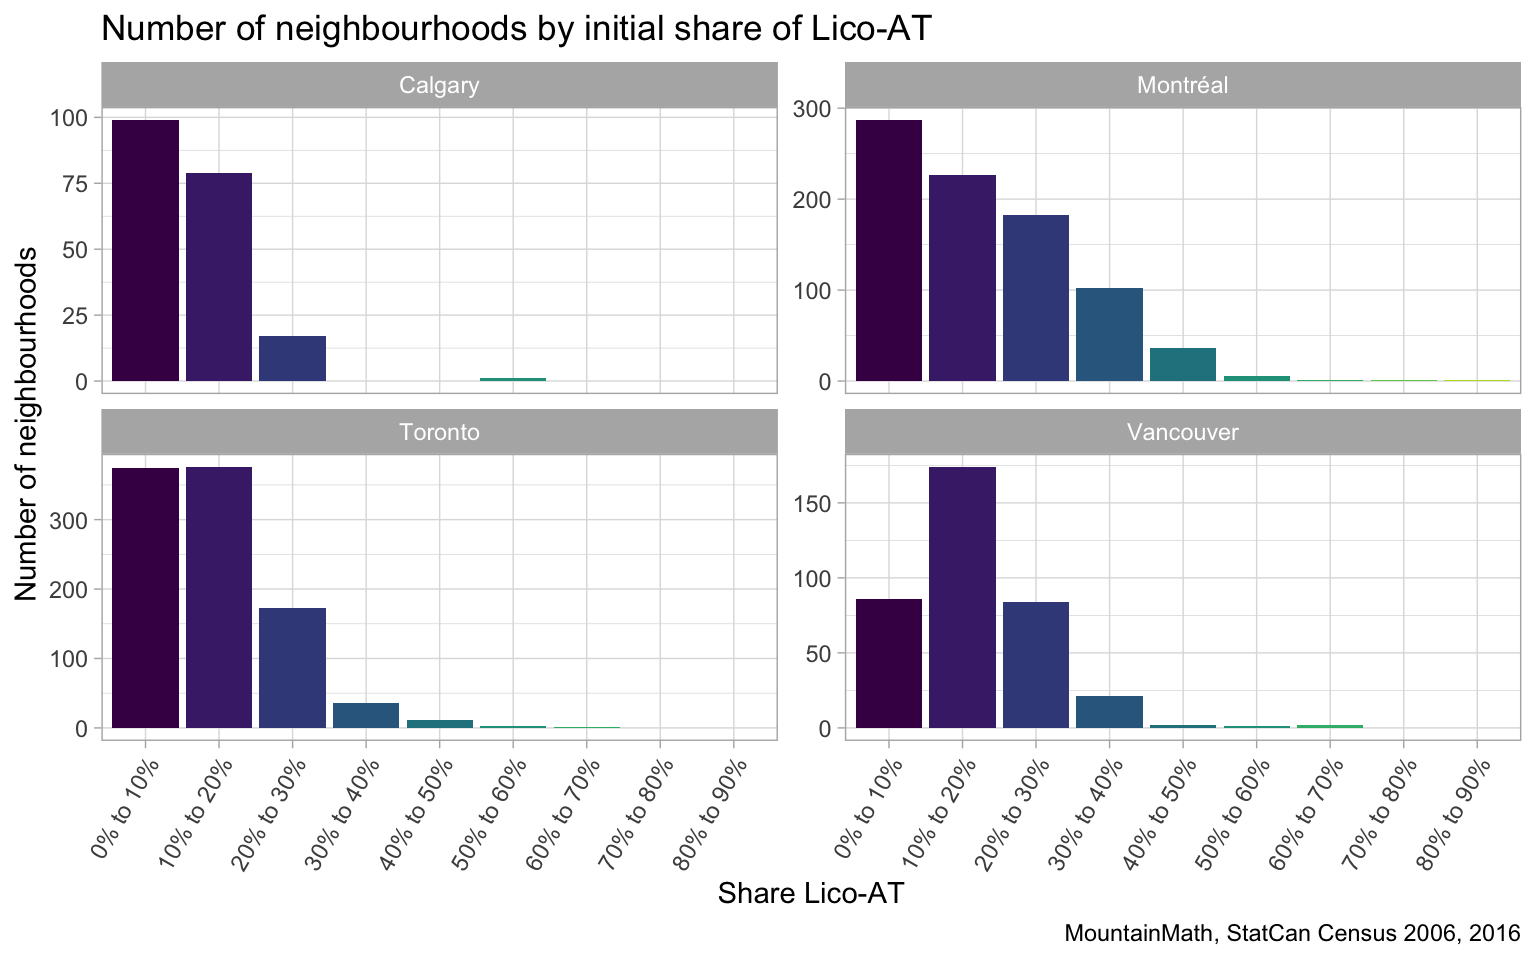 Number of neighbourhoods by initial share of Lico-AT
Calgary
Montréal
100
75
50
25
0
300
200
100
0
Toronto
Vancouver
300
200
100
0
150
100
50
0
Number of neighbourhoods
0% to 10%
10% to 20%
20% to 30%
30% to 40%
40% to 50%
50% to 60%
60% to 70%
70% to 80%
80% to 90%
0% to 10%
10% to 20%
20% to 30%
30% to 40%
40% to 50%
50% to 60%
60% to 70%
70% to 80%
80% to 90%
Share Lico-AT
MountainMath, StatCan Census 2006, 2016